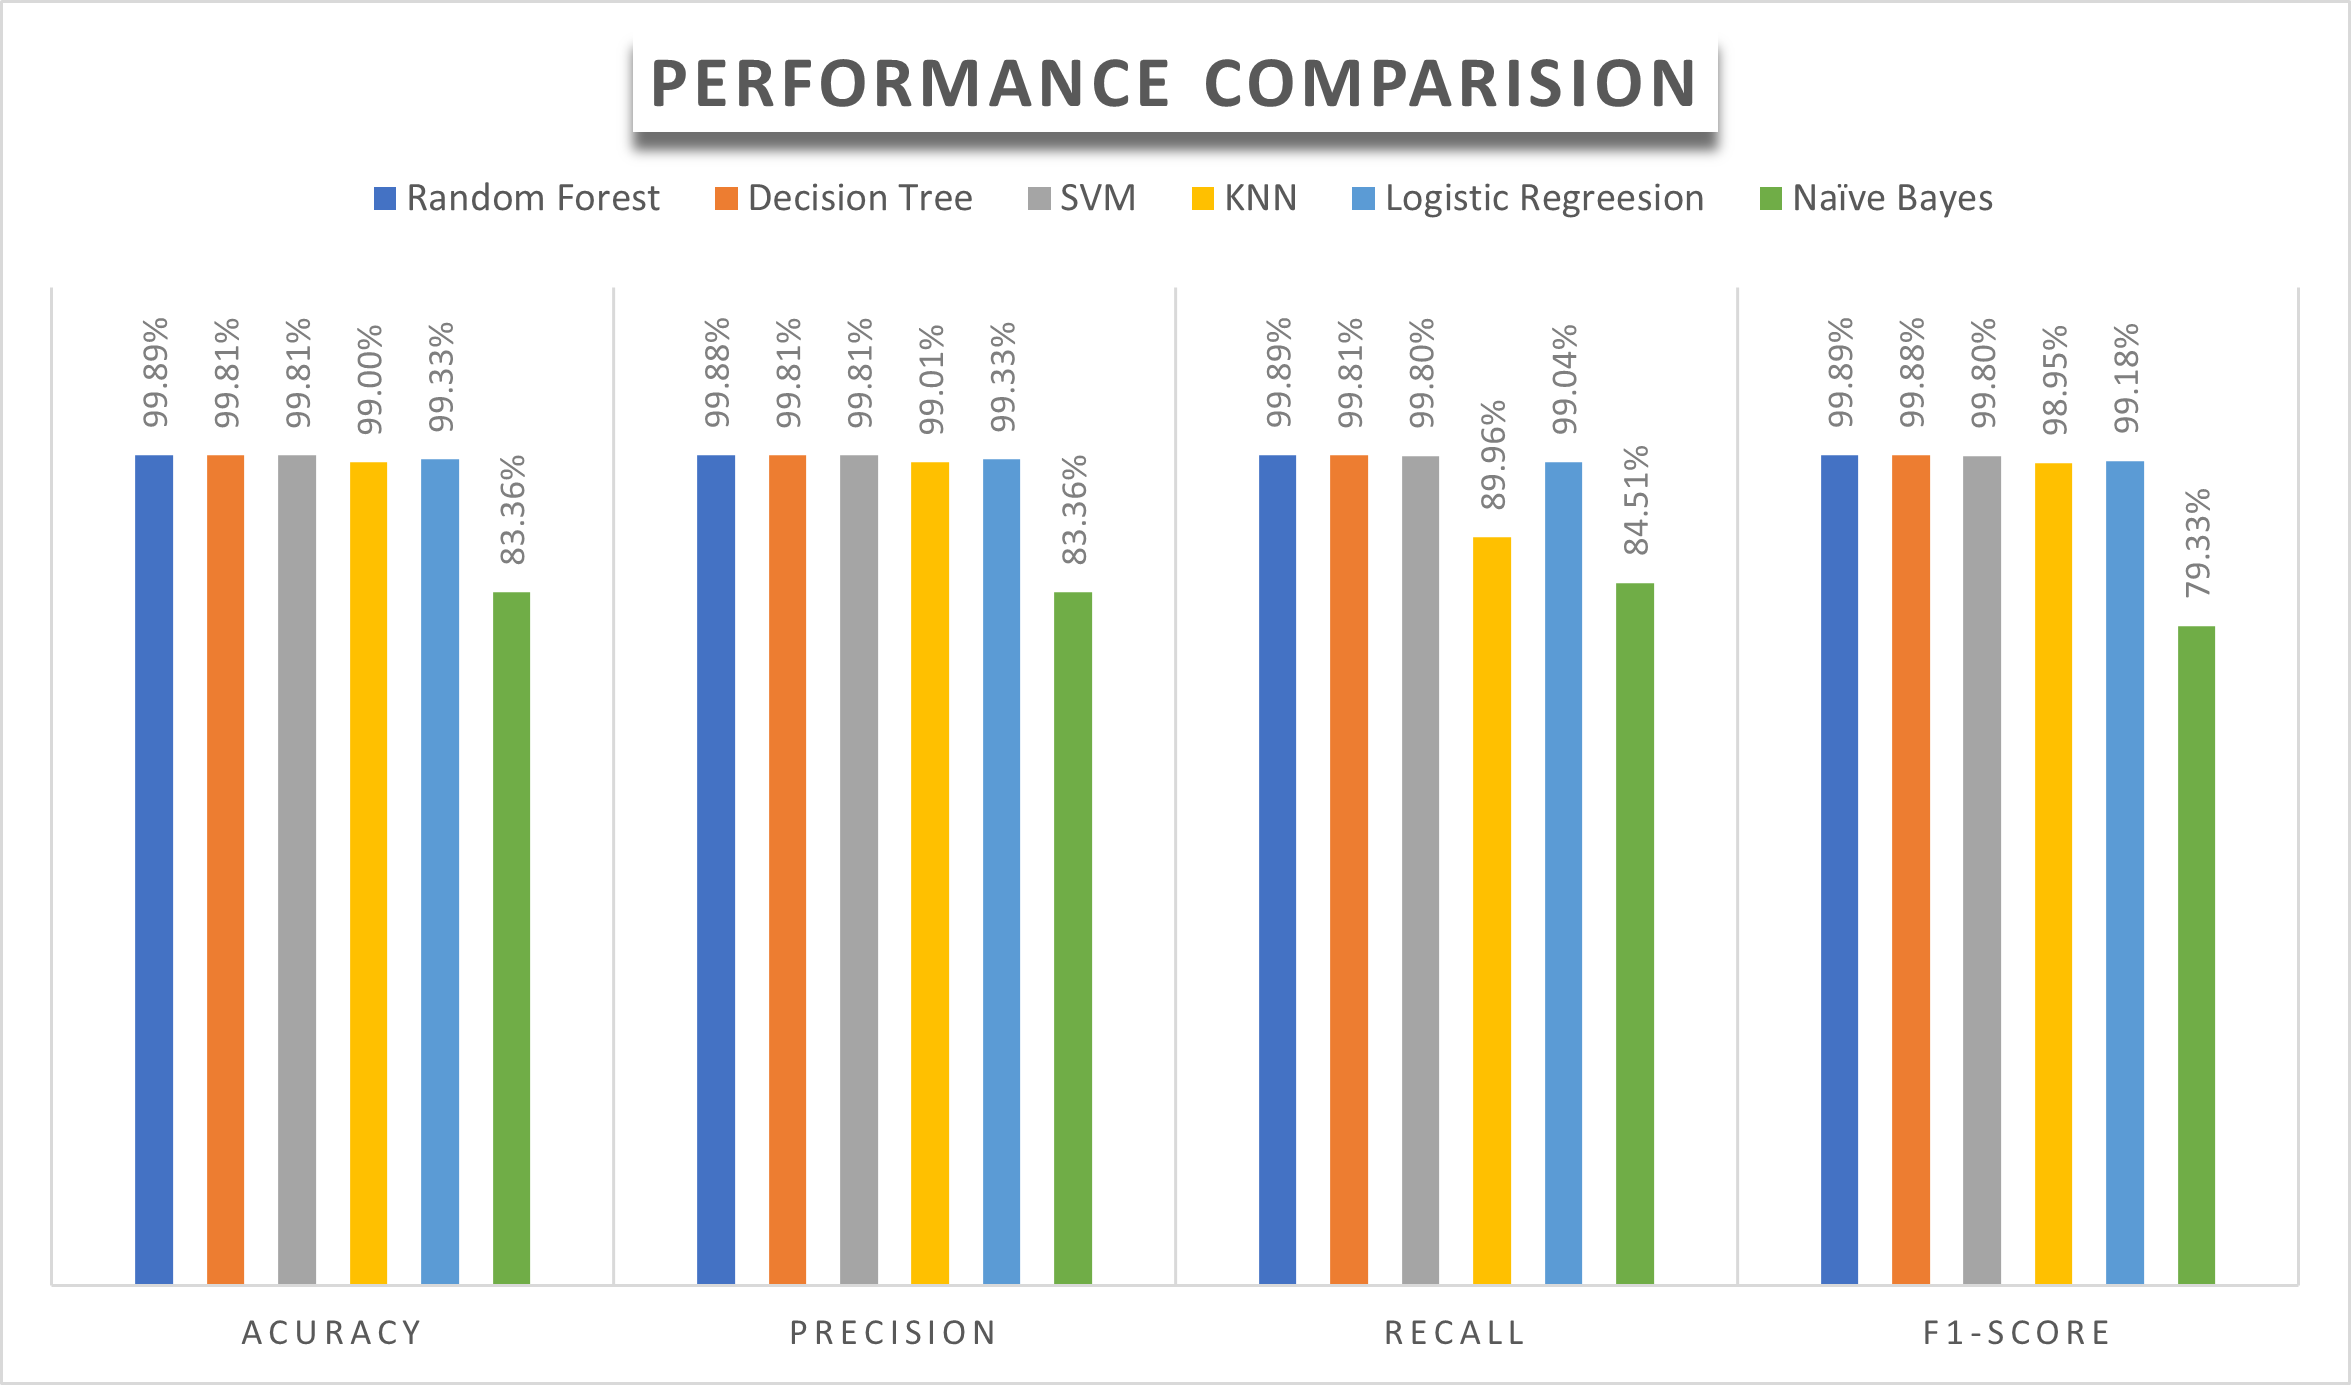 PERFORMANCE COMPARISION
Random Forest Decision Tree SVM KNN Logistic Regreesion Naïve Bayes
99.89% 99.81% 99.81% 99.00% 99.33% 83.36%
99.88% 99.81% 99.81% 99.01% 99.33% 83.36%
99.89% 99.81% 99.80% 89.96% 99.04% 84.51%
99.89% 99.88% 99.80% 98.95% 99.18% 79.33%
ACURACY PRECISION RECALL F1-SCORE